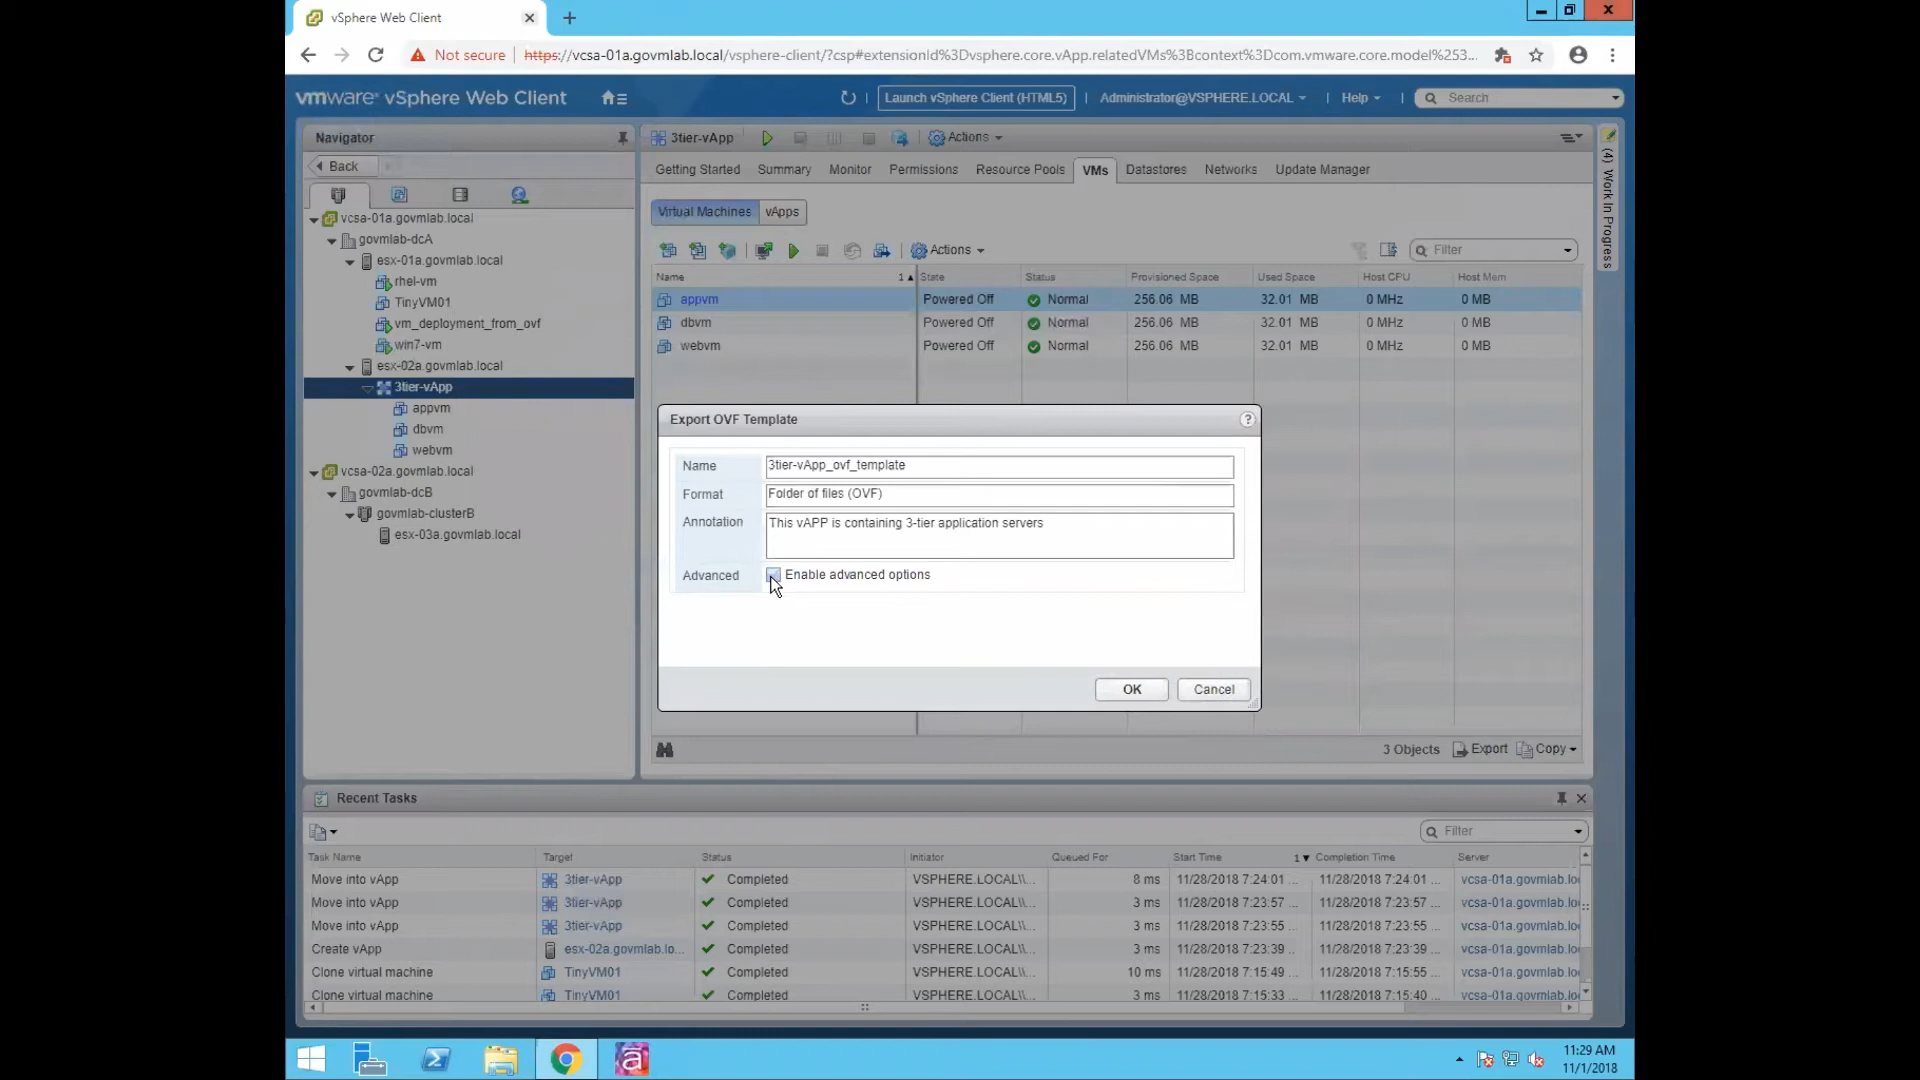 vSphere Web Client
Not secure | https://vcsa-01a.govmlab.local/vsphere-client/?csp#extensionId%3Dvsphere.core.vApp.relatedVMs%3Bcontext%3Dcom.vmware.core.model%253...
vmware® vSphere Web Client
Launch vSphere Client (HTML5) | Administrator@VSPHERE.LOCAL | Help | Search
Navigator
Back
vcsa-01a.govmlab.local
govmlab-dcA
esx-01a.govmlab.local
rhel-vm
TinyVM01
vm_deployment_from_ovf
win7-vm
esx-02a.govmlab.local
3tier-vApp
appvm
dbvm
webvm
vcsa-02a.govmlab.local
govmlab-dcB
govmlab-clusterB
esx-03a.govmlab.local
3tier-vApp Actions
Getting Started Summary Monitor Permissions Resource Pools VMs Datastores Networks Update Manager
Virtual Machines vApps
Actions Filter
Name 1 State Status Provisioned Space Used Space Host CPU Host Mem
appvm Powered Off Normal 256.06 MB 32.01 MB 0 MHz 0 MB
dbvm Powered Off Normal 256.06 MB 32.01 MB 0 MHz 0 MB
webvm Powered Off Normal 256.06 MB 32.01 MB 0 MHz 0 MB
Export OVF Template ?
Name 3tier-vApp_ovf_template
Format Folder of files (OVF)
Annotation This vAPP is containing 3-tier application servers
Advanced Enable advanced options
OK Cancel
3 Objects Export Copy
(4) Work In Progress
Recent Tasks
Filter
Task Name Target Status Initiator Queued For Start Time 1 Completion Time Server
Move into vApp 3tier-vApp Completed VSPHERE.LOCAL\\... 8 ms 11/28/2018 7:24:01 ... 11/28/2018 7:24:01 ... vcsa-01a.govmlab.lo
Move into vApp 3tier-vApp Completed VSPHERE.LOCAL\\... 3 ms 11/28/2018 7:23:57 ... 11/28/2018 7:23:57 ... vcsa-01a.govmlab.lo
Move into vApp 3tier-vApp Completed VSPHERE.LOCAL\\... 3 ms 11/28/2018 7:23:55 ... 11/28/2018 7:23:55 ... vcsa-01a.govmlab.lo
Create vApp esx-02a.govmlab.lo... Completed VSPHERE.LOCAL\\... 3 ms 11/28/2018 7:23:39 ... 11/28/2018 7:23:39 ... vcsa-01a.govmlab.lo
Clone virtual machine TinyVM01 Completed VSPHERE.LOCAL\\... 10 ms 11/28/2018 7:15:49 ... 11/28/2018 7:15:55 ... vcsa-01a.govmlab.lo
Clone virtual machine TinyVM01 Completed VSPHERE.LOCAL\\... 3 ms 11/28/2018 7:15:33 ... 11/28/2018 7:15:40 ... vcsa-01a.govmlab.lo
11:29 AM
11/1/2018